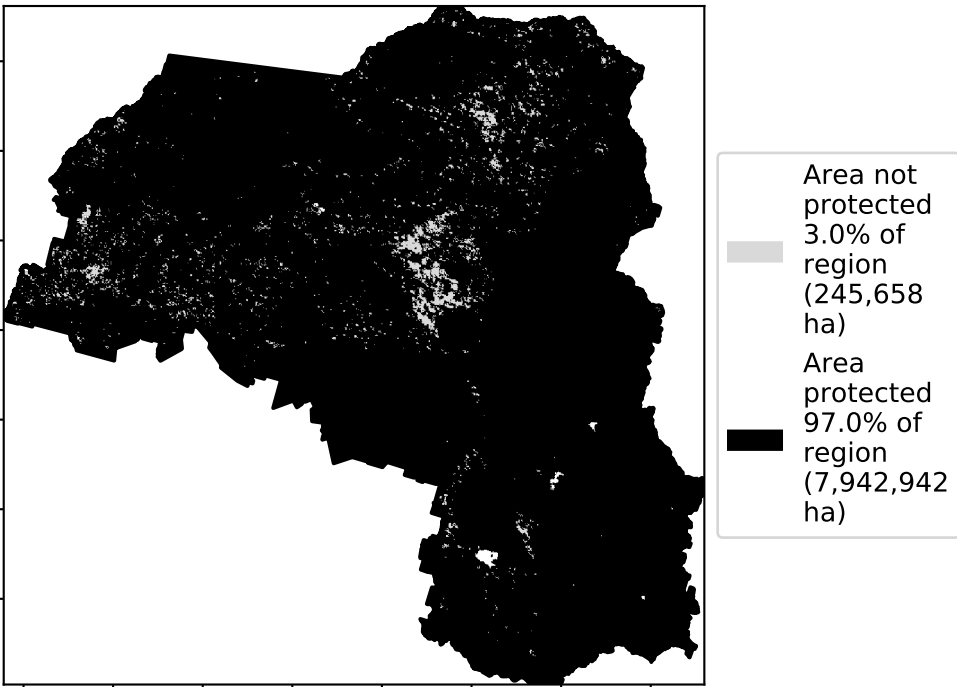 Area not
protected
3.0% of
region
(245,658
ha)
Area
protected
97.0% of
region
(7,942,942
ha)